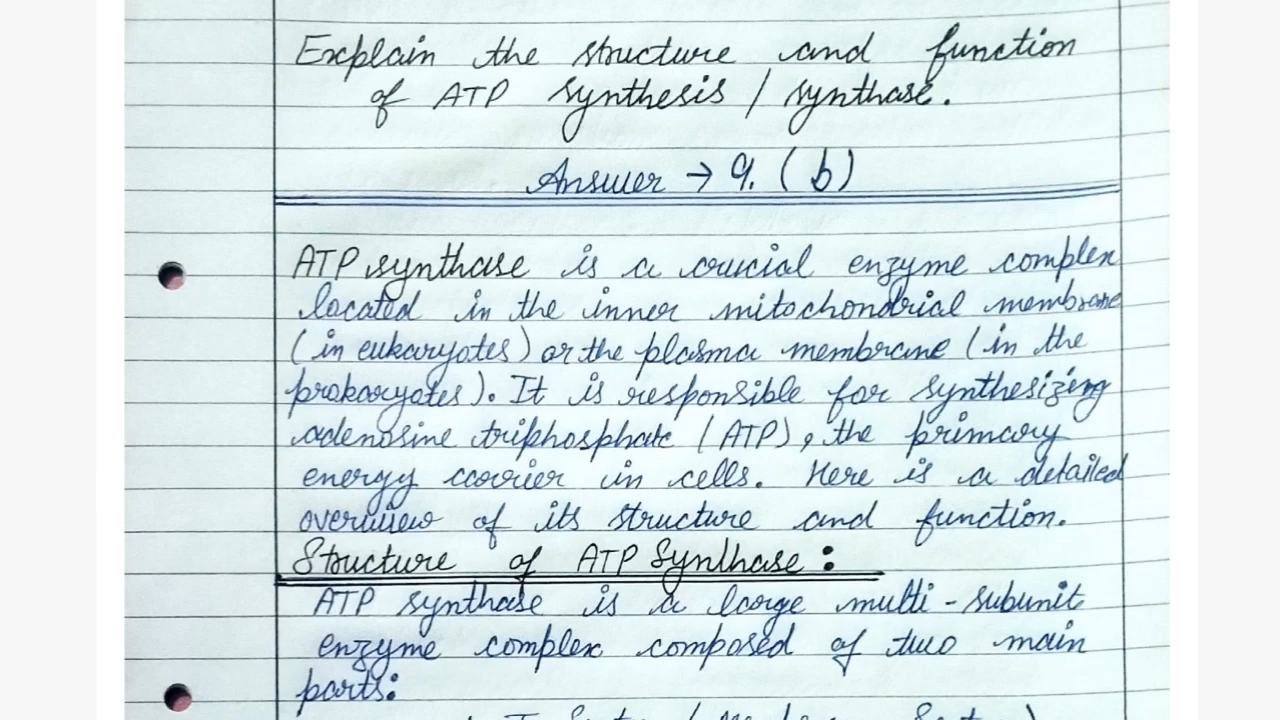 Explain the structure and function
of ATP synthesis / synthase.
Answer → 9. (b)
ATP synthase is a crucial enzyme complex
located in the inner mitochondrial membrane
(in eukaryotes) or the plasma membrane (in the
prokaryotes). It is responsible for synthesizing
adenosine triphosphate (ATP), the primary
energy carrier in cells. Here is a detailed
overview of its structure and function.
Structure of ATP Synthase:
ATP synthase is a large multi-subunit
enzyme complex composed of two main
parts: